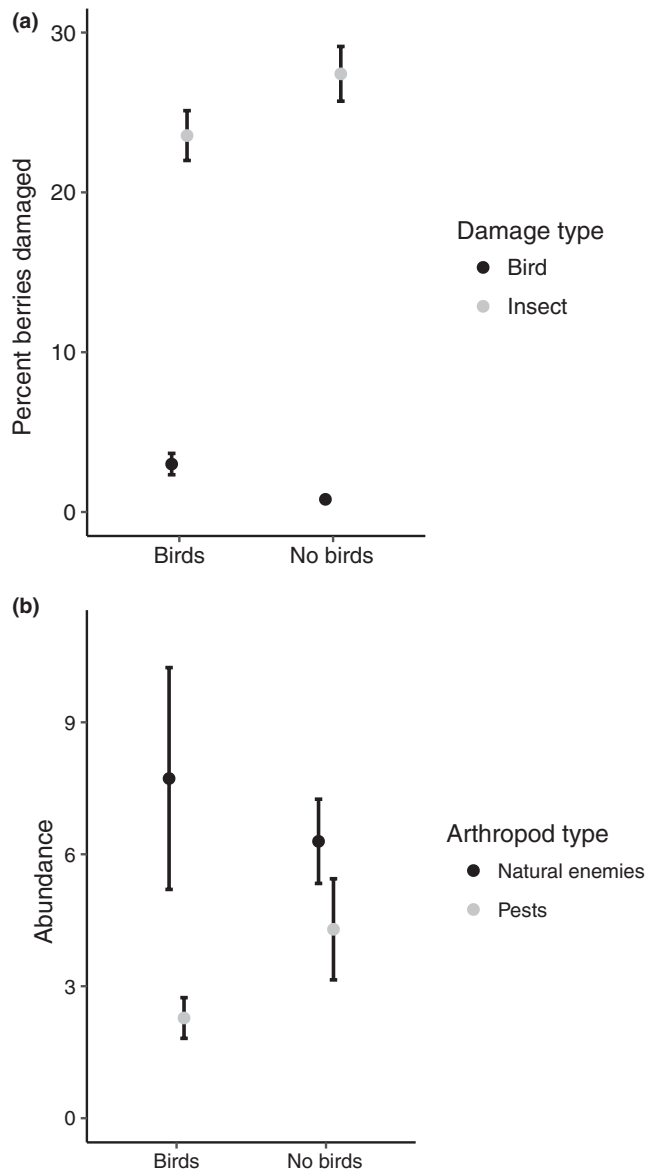 (a)
30
20
10
0
Percent berries damaged
Birds
No birds
Damage type
Bird
Insect
(b)
9
6
3
0
Abundance
Birds
No birds
Arthropod type
Natural enemies
Pests